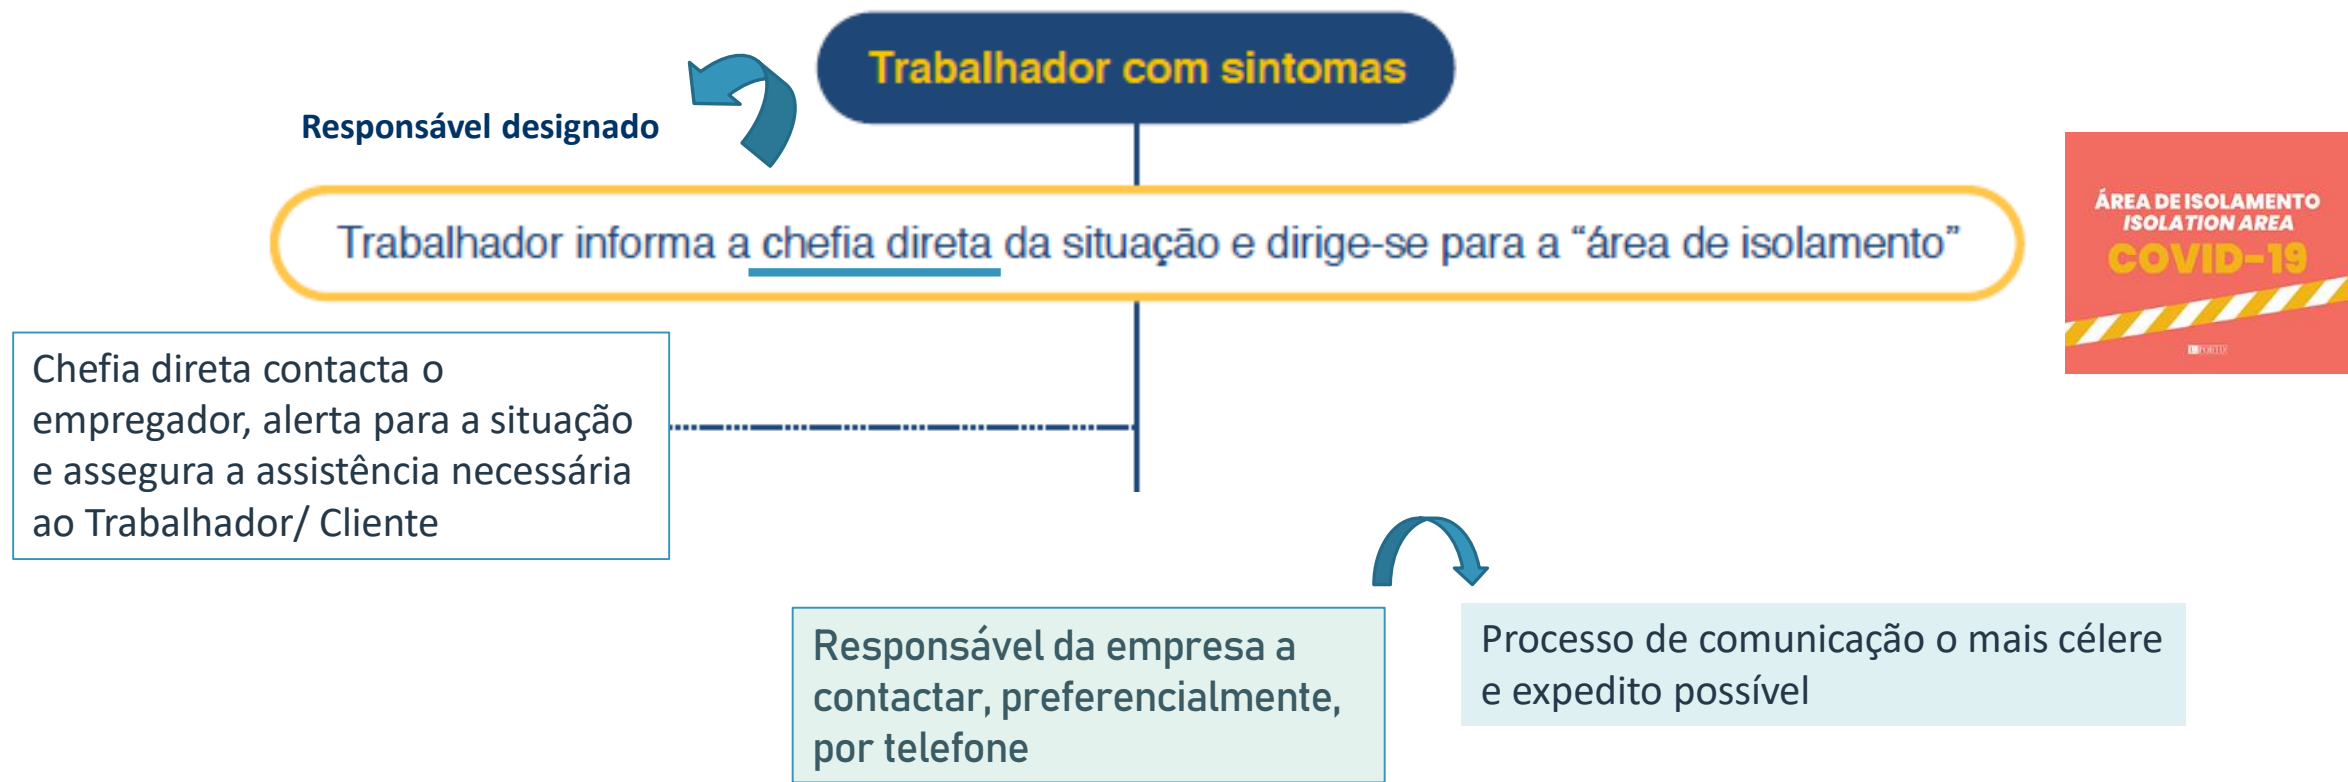 Trabalhador com sintomas
Responsável designado
Trabalhador informa a chefia direta da situação e dirige-se para a “área de isolamento”
ÁREA DE ISOLAMENTO
ISOLATION AREA
COVID-19
U.PORTO
Chefia direta contacta o
empregador, alerta para a situação
e assegura a assistência necessária
ao Trabalhador/ Cliente
Responsável da empresa a
contactar, preferencialmente,
por telefone
Processo de comunicação o mais célere
e expedito possível